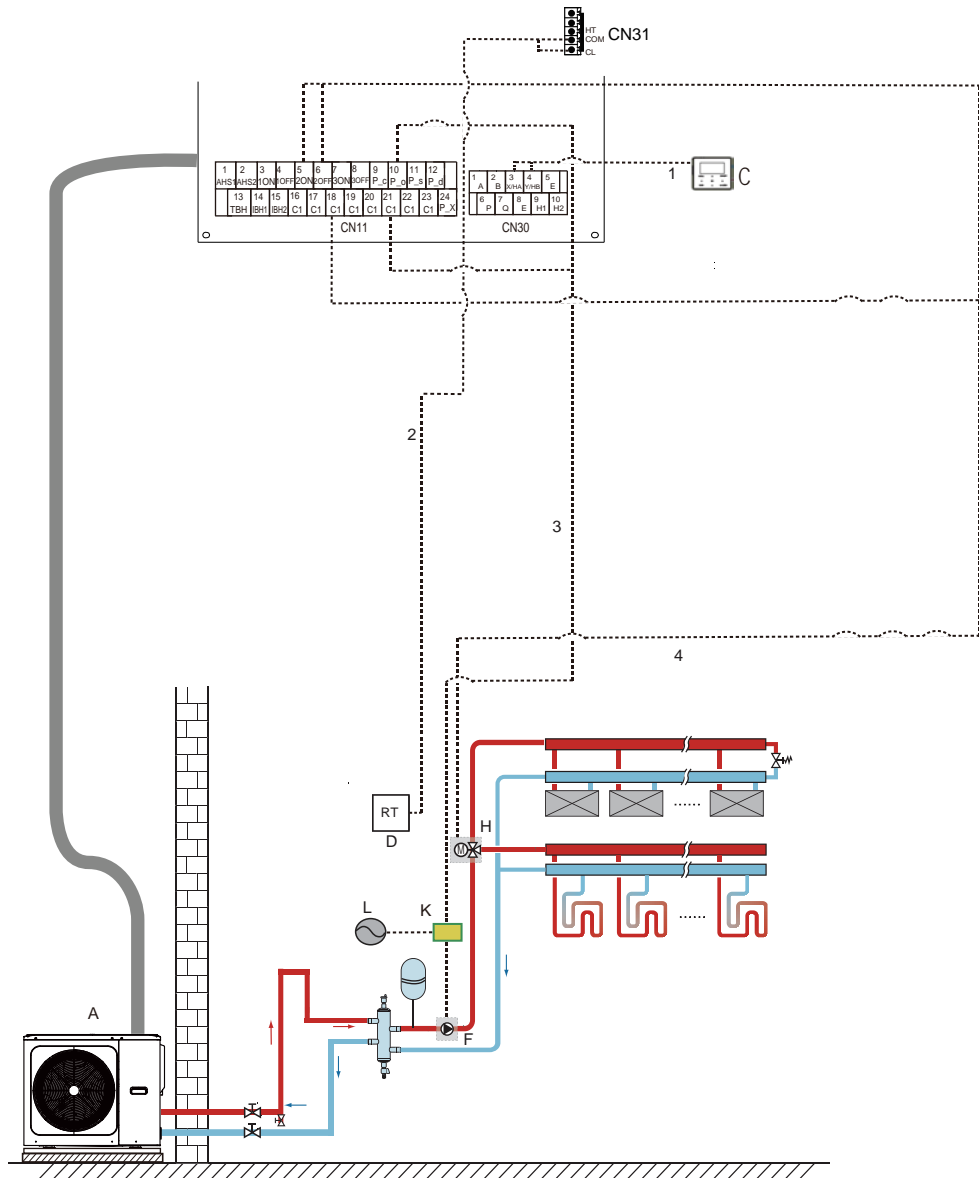 HT
COM CN31
CL
1 2 3 4 5 6 7 8 9 10 11 12
AHS1 AHS2 1ON 1OFF 2ON 2OFF 3ON 3OFF P_c P_o P_s P_d
13 14 15 16 17 18 19 20 21 22 23 24
TBH IBH1 IBH2 C1 C1 C1 C1 C1 C1 C1 C1 P_X
CN11
1 2 3 4 5
A B X/HA Y/HB E
6 7 8 9 10
P Q E H1 H2
CN30
1 C
:
2
3
4
RT
D
H
M
L K
F
A